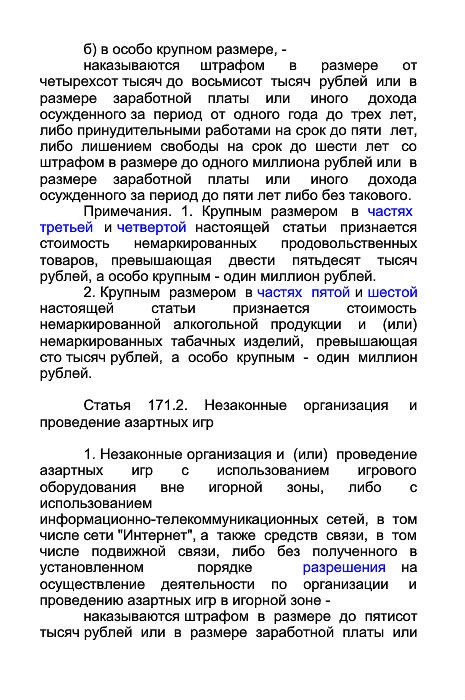 б) в особо крупном размере, -
наказываются штрафом в размере от
четырехсот тысяч до восьмисот тысяч рублей или в
размере заработной платы или иного дохода
осужденного за период от одного года до трех лет,
либо принудительными работами на срок до пяти лет,
либо лишением свободы на срок до шести лет со
штрафом в размере до одного миллиона рублей или в
размере заработной платы или иного дохода
осужденного за период до пяти лет либо без такового.
Примечания. 1. Крупным размером в частях
третьей и четвертой настоящей статьи признается
стоимость немаркированных продовольственных
товаров, превышающая двести пятьдесят тысяч
рублей, а особо крупным - один миллион рублей.
2. Крупным размером в частях пятой и шестой
настоящей статьи признается стоимость
немаркированной алкогольной продукции и (или)
немаркированных табачных изделий, превышающая
сто тысяч рублей, а особо крупным - один миллион
рублей.
Статья 171.2. Незаконные организация и
проведение азартных игр
1. Незаконные организация и (или) проведение
азартных игр с использованием игрового
оборудования вне игорной зоны, либо с
использованием
информационно-телекоммуникационных сетей, в том
числе сети "Интернет", а также средств связи, в том
числе подвижной связи, либо без полученного в
установленном порядке разрешения на
осуществление деятельности по организации и
проведению азартных игр в игорной зоне -
наказываются штрафом в размере до пятисот
тысяч рублей или в размере заработной платы или